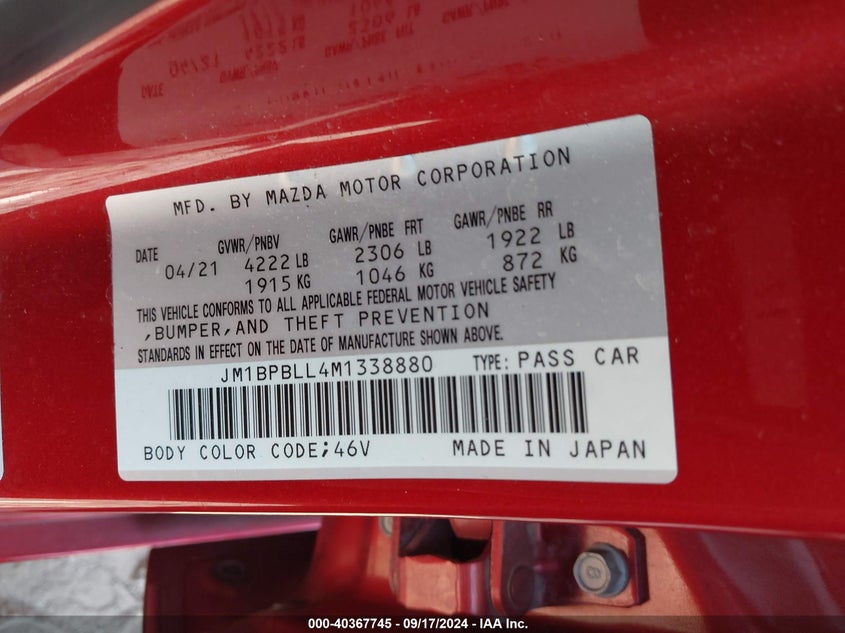 MFD. BY MAZDA MOTOR CORPORATION
DATE GVWR/PNBV GAWR/PNBE FRT GAWR/PNBE RR
04/21 4222 LB 2306 LB 1922 LB
1915 KG 1046 KG 872 KG
THIS VEHICLE CONFORMS TO ALL APPLICABLE FEDERAL MOTOR VEHICLE SAFETY
,BUMPER,AND THEFT PREVENTION
STANDARDS IN EFFECT ON THE DATE OF MANUFACTURE SHOWN ABOVE.
JM1BPBLL4M1338880 TYPE: PASS CAR
BODY COLOR CODE;46V MADE IN JAPAN
000-40367745 - 09/17/2024 - IAA Inc.